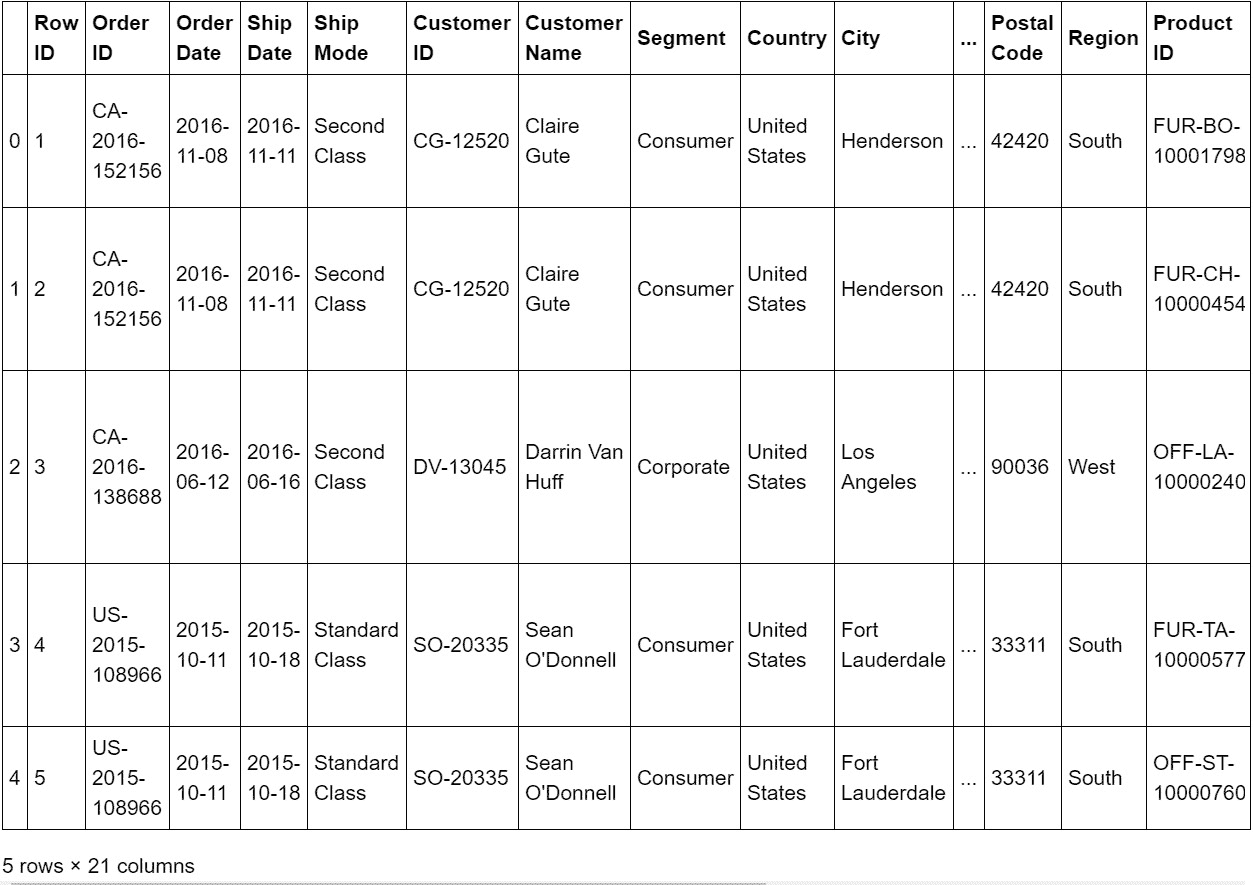 Row ID Order ID Order Date Ship Date Ship Mode Customer ID Customer Name Segment Country City ... Postal Code Region Product ID
0 1 CA-2016-152156 2016-11-08 2016-11-11 Second Class CG-12520 Claire Gute Consumer United States Henderson ... 42420 South FUR-BO-10001798
1 2 CA-2016-152156 2016-11-08 2016-11-11 Second Class CG-12520 Claire Gute Consumer United States Henderson ... 42420 South FUR-CH-10000454
2 3 CA-2016-138688 2016-06-12 2016-06-16 Second Class DV-13045 Darrin Van Huff Corporate United States Los Angeles ... 90036 West OFF-LA-10000240
3 4 US-2015-108966 2015-10-11 2015-10-18 Standard Class SO-20335 Sean O'Donnell Consumer United States Fort Lauderdale ... 33311 South FUR-TA-10000577
4 5 US-2015-108966 2015-10-11 2015-10-18 Standard Class SO-20335 Sean O'Donnell Consumer United States Fort Lauderdale ... 33311 South OFF-ST-10000760
5 rows × 21 columns